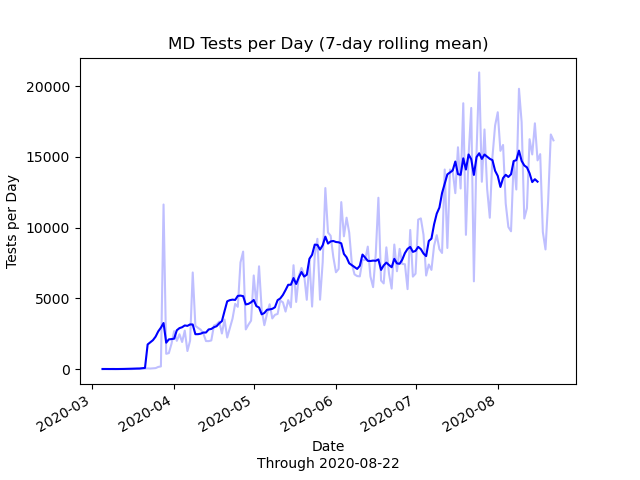 MD Tests per Day (7-day rolling mean)
Tests per Day
20000
15000
10000
5000
0
2020-03
2020-04
2020-05
2020-06
2020-07
2020-08
Date
Through 2020-08-22